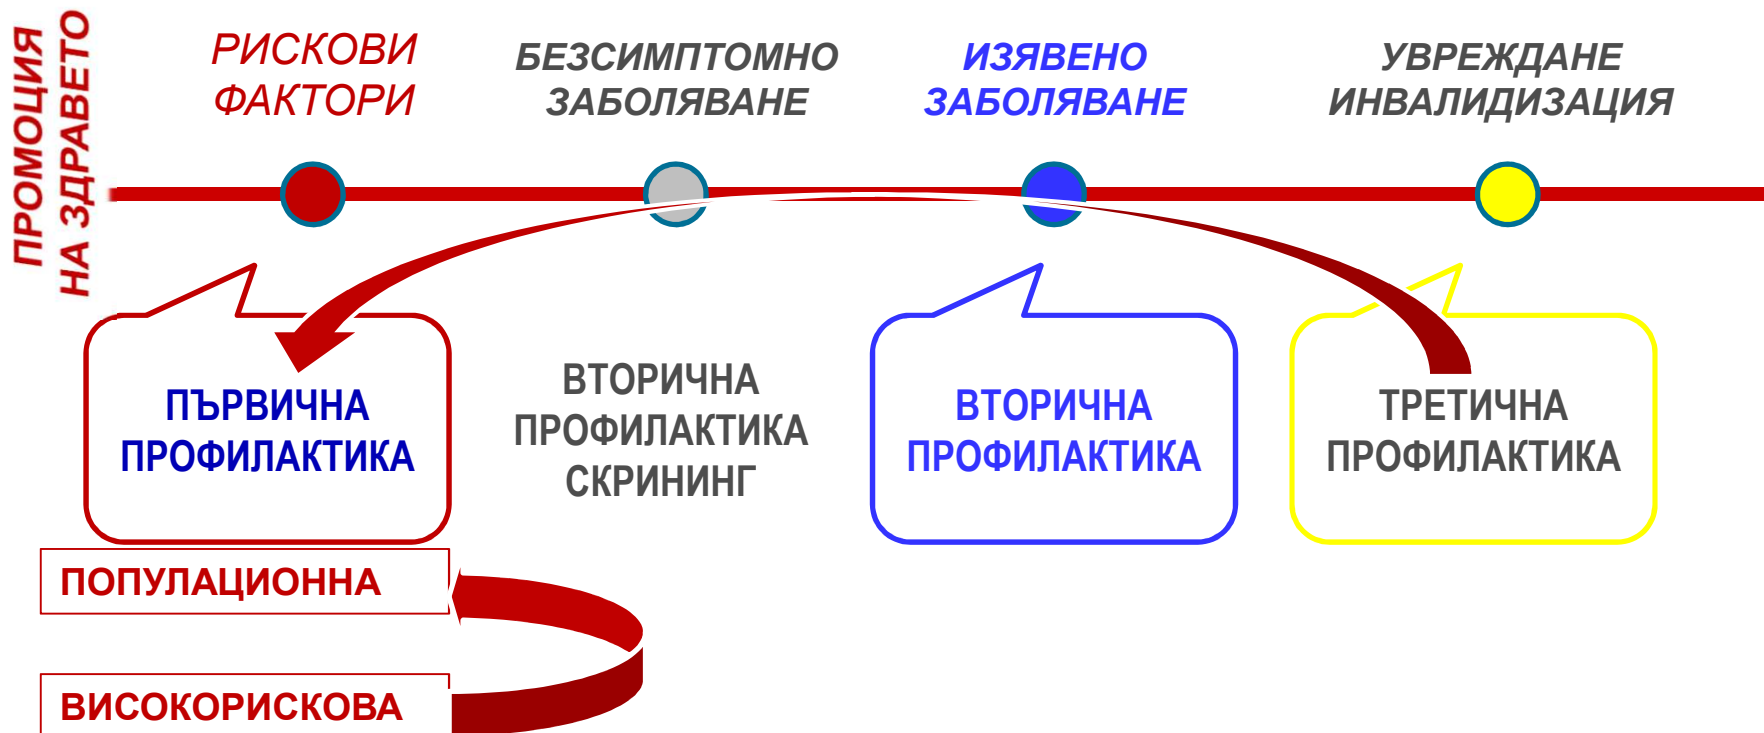 ПРОМОЦИЯ
НА ЗДРАВЕТО
РИСКОВИ
ФАКТОРИ
БЕЗСИМПТОМНО
ЗАБОЛЯВАНЕ
ИЗЯВЕНО
ЗАБОЛЯВАНЕ
УВРЕЖДАНЕ
ИНВАЛИДИЗАЦИЯ
ПЪРВИЧНА
ПРОФИЛАКТИКА
ВТОРИЧНА
ПРОФИЛАКТИКА
СКРИНИНГ
ВТОРИЧНА
ПРОФИЛАКТИКА
ТРЕТИЧНА
ПРОФИЛАКТИКА
ПОПУЛАЦИОННА
ВИСОКОРИСКОВА